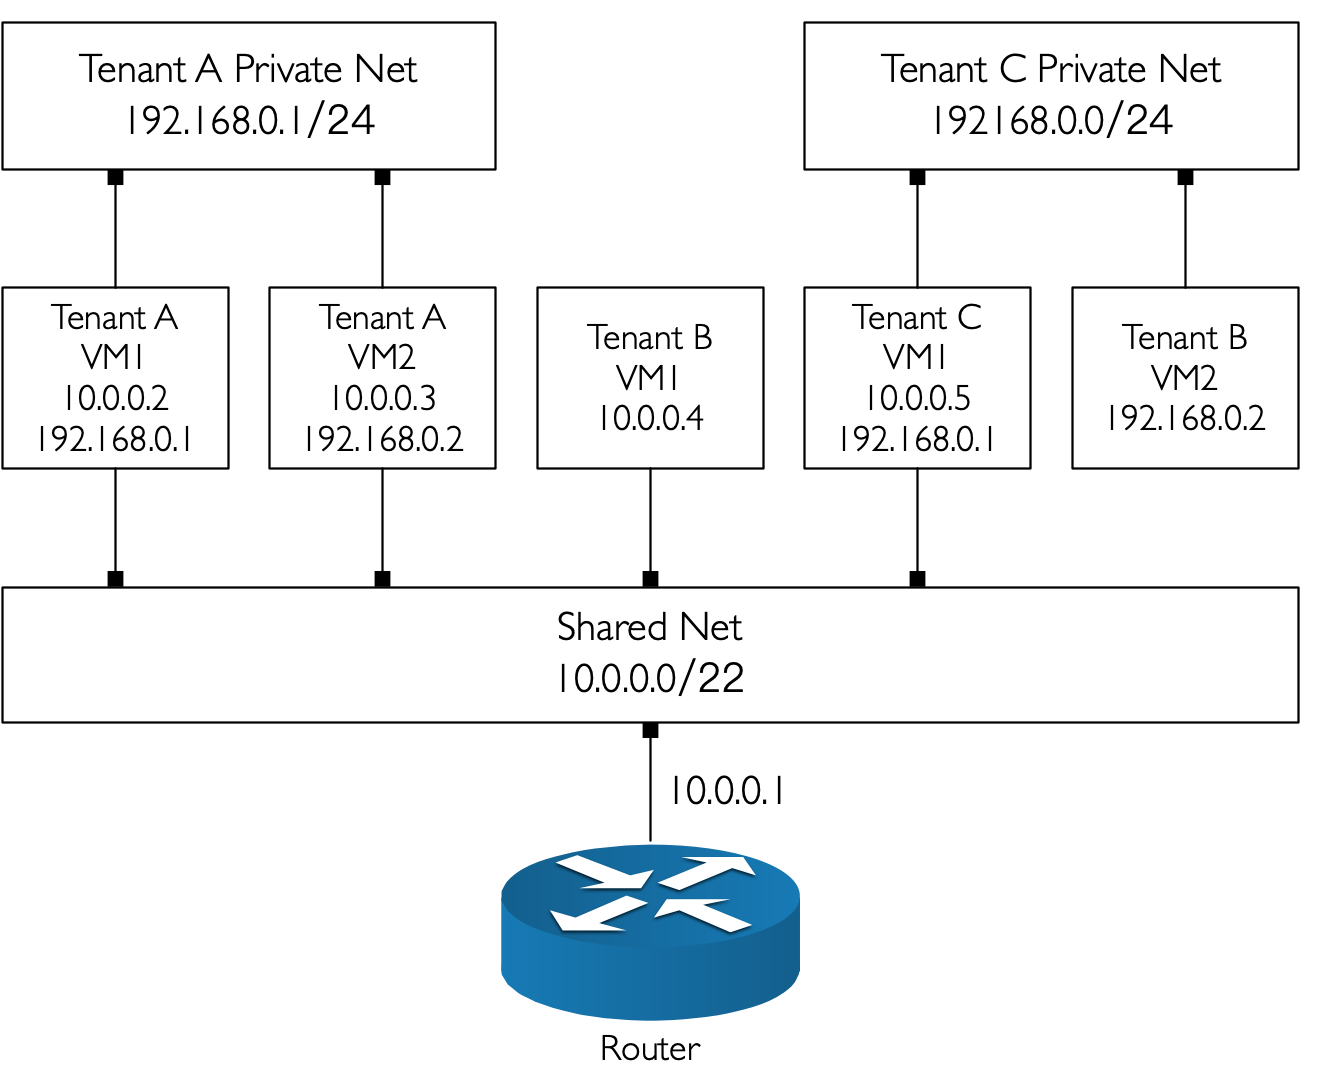 Tenant A Private Net
192.168.0.1/24
Tenant C Private Net
192168.0.0/24
Tenant A
VM1
10.0.0.2
192.168.0.1
Tenant A
VM2
10.0.0.3
192.168.0.2
Tenant B
VM1
10.0.0.4
Tenant C
VM1
10.0.0.5
192.168.0.1
Tenant B
VM2
192.168.0.2
Shared Net
10.0.0.0/22
10.0.0.1
Router